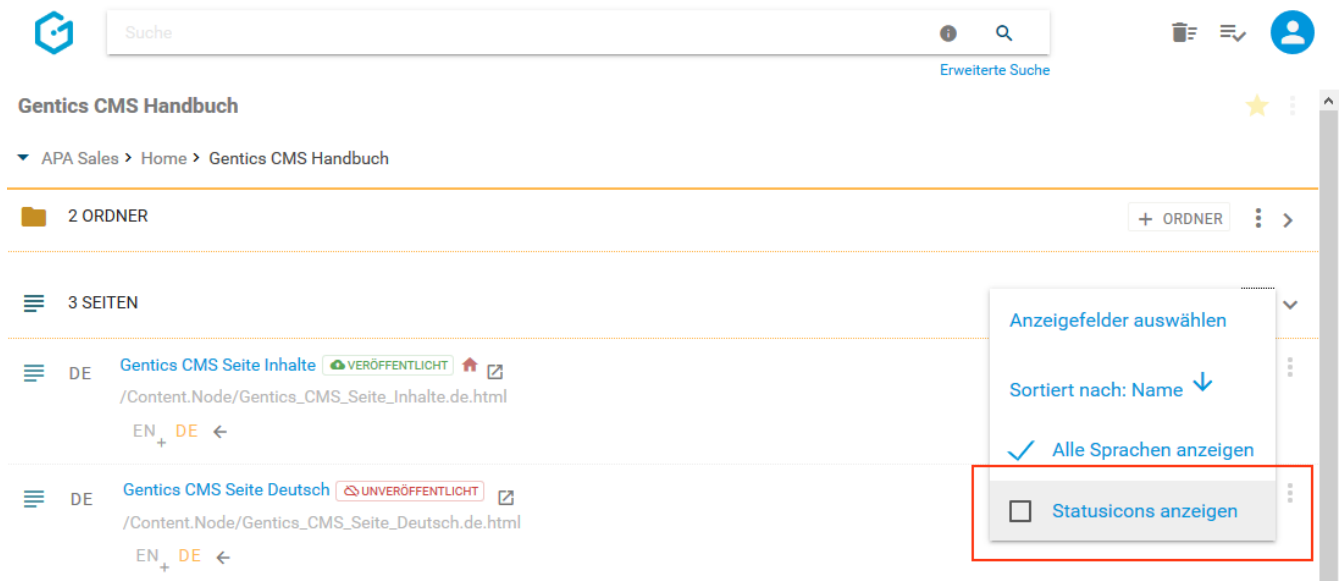 Suche
Erweiterte Suche
Gentics CMS Handbuch
APA Sales > Home > Gentics CMS Handbuch
2 ORDNER
+ ORDNER
3 SEITEN
Anzeigefelder auswählen
Sortiert nach: Name
Alle Sprachen anzeigen
Statusicons anzeigen
DE Gentics CMS Seite Inhalte VERÖFFENTLICHT
/Content.Node/Gentics_CMS_Seite_Inhalte.de.html
EN+ DE
DE Gentics CMS Seite Deutsch UNVERÖFFENTLICHT
/Content.Node/Gentics_CMS_Seite_Deutsch.de.html
EN+ DE